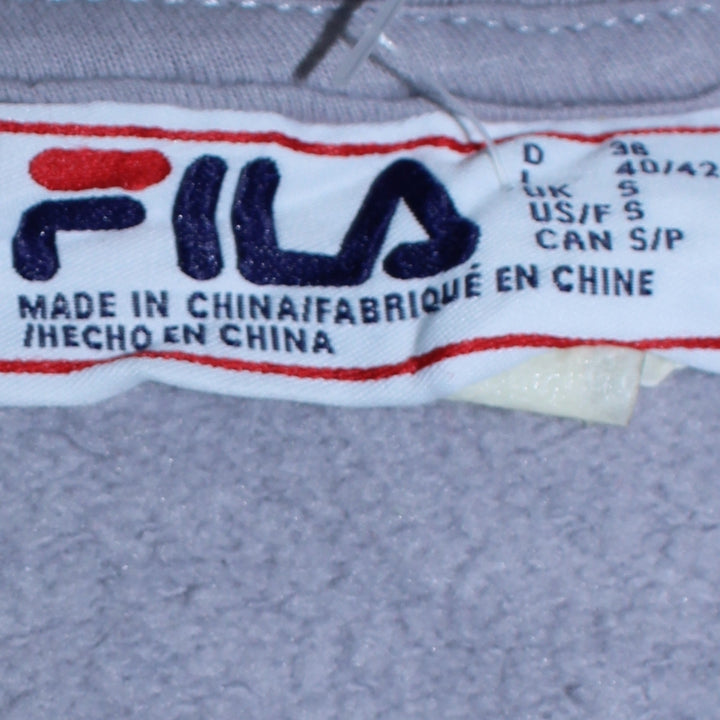 FILA
D 38
I 40/42
UK S
US/F S
CAN S/P
MADE IN CHINA/FABRIQUÉ EN CHINE
/HECHO EN CHINA